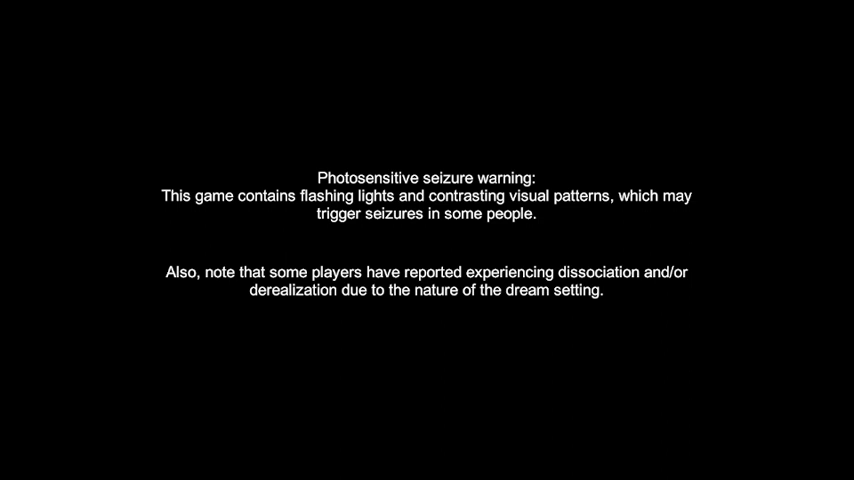 Photosensitive seizure warning:
This game contains flashing lights and contrasting visual patterns, which may
trigger seizures in some people.
Also, note that some players have reported experiencing dissociation and/or
derealization due to the nature of the dream setting.